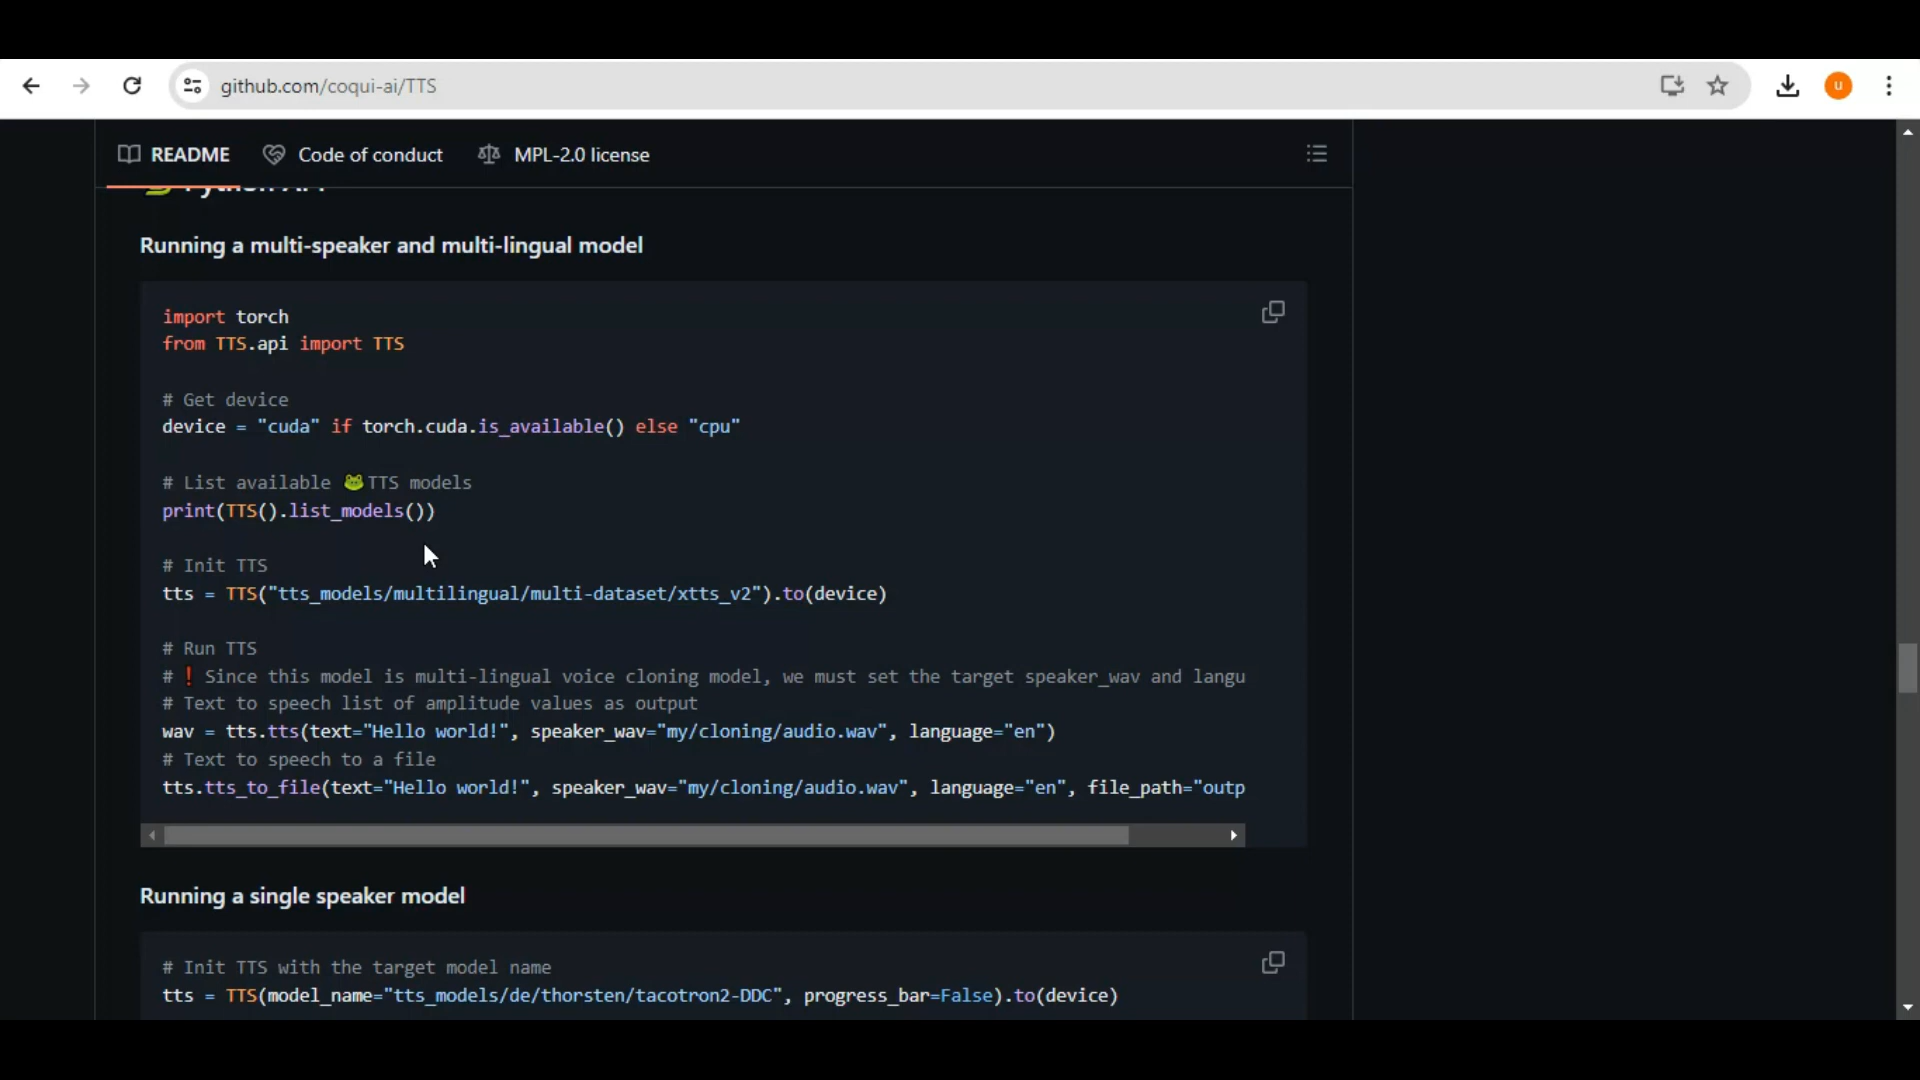 github.com/coqui-ai/TTS
u
README
Code of conduct
MPL-2.0 license
Python API
Running a multi-speaker and multi-lingual model
import torch
from TTS.api import TTS
# Get device
device = "cuda" if torch.cuda.is_available() else "cpu"
# List available 🐸TTS models
print(TTS().list_models())
# Init TTS
tts = TTS("tts_models/multilingual/multi-dataset/xtts_v2").to(device)
# Run TTS
# ❗ Since this model is multi-lingual voice cloning model, we must set the target speaker_wav and langu
# Text to speech list of amplitude values as output
wav = tts.tts(text="Hello world!", speaker_wav="my/cloning/audio.wav", language="en")
# Text to speech to a file
tts.tts_to_file(text="Hello world!", speaker_wav="my/cloning/audio.wav", language="en", file_path="outp
Running a single speaker model
# Init TTS with the target model name
tts = TTS(model_name="tts_models/de/thorsten/tacotron2-DDC", progress_bar=False).to(device)